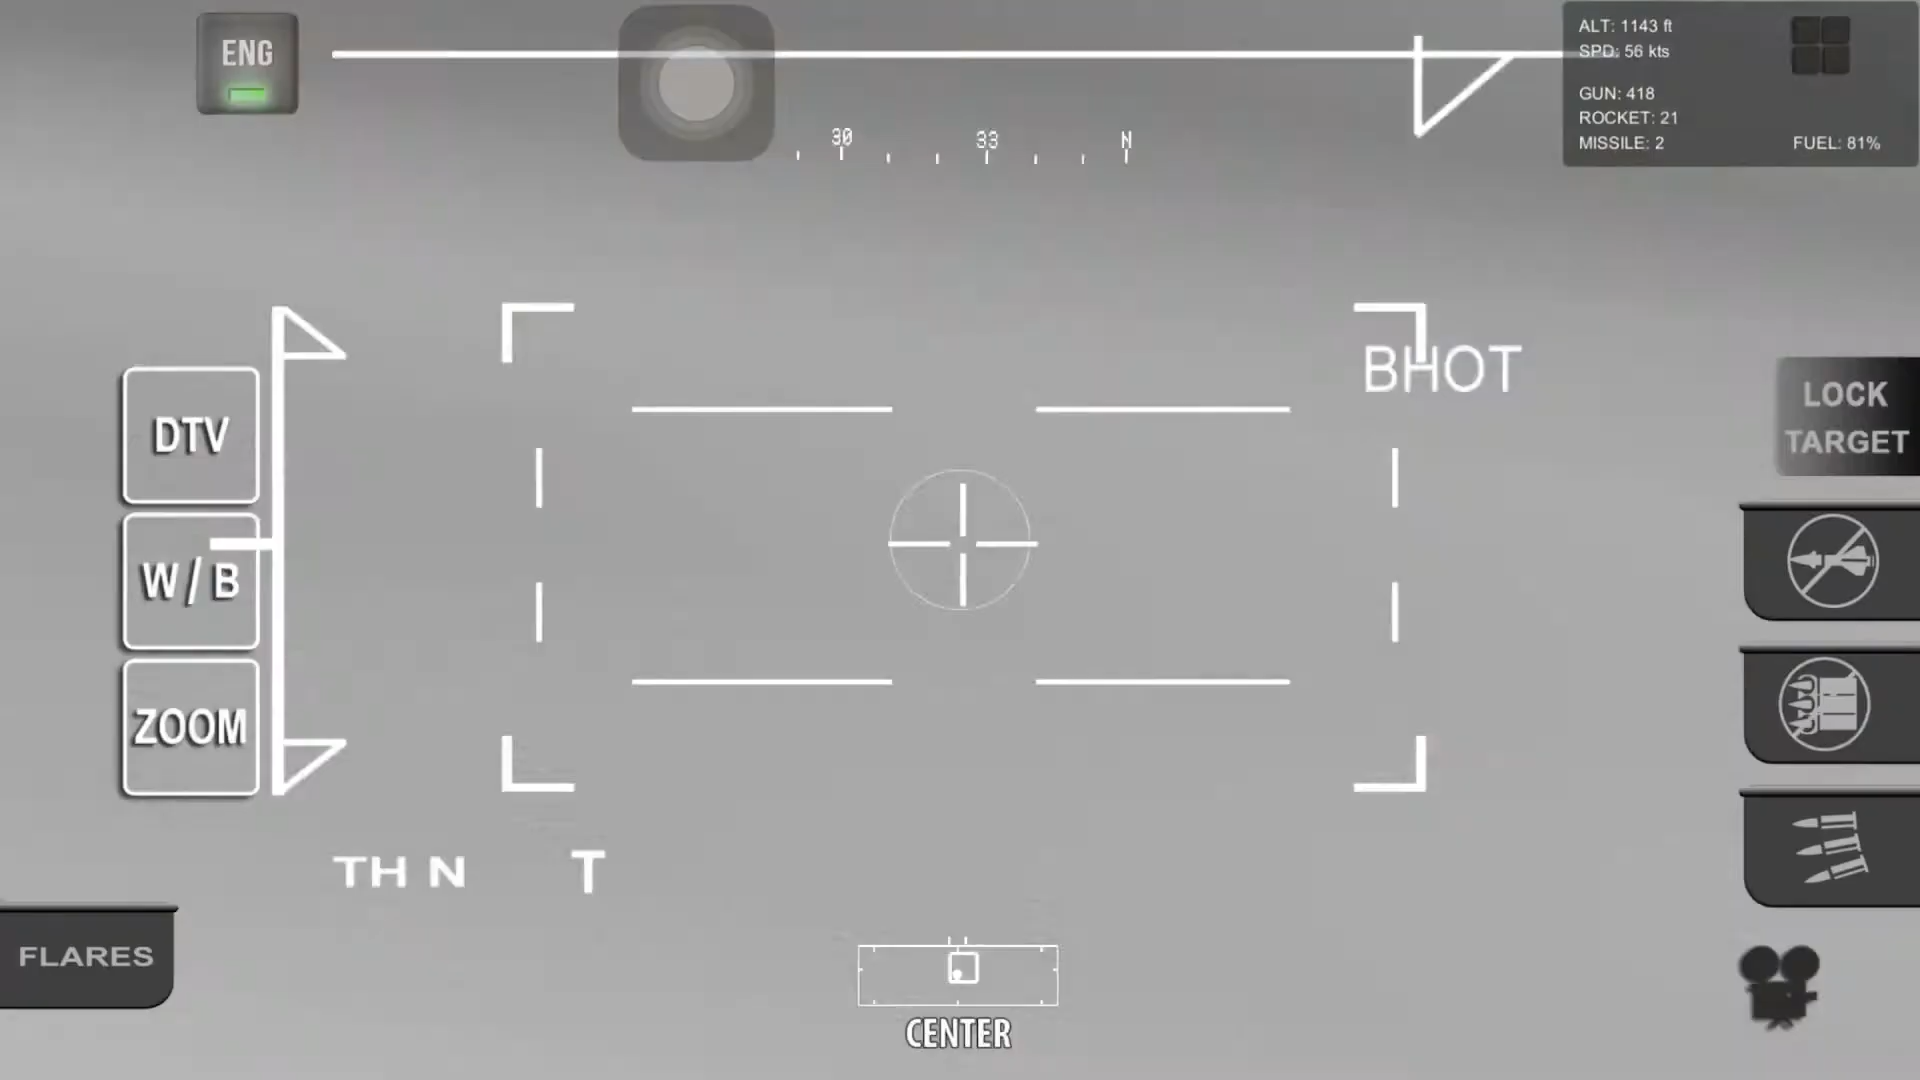 ENG
ALT: 1143 ft
SPD: 56 kts
GUN: 418
ROCKET: 21
MISSILE: 2
FUEL: 81%
30 33 N
BHOT
LOCK
TARGET
DTV
W / B
ZOOM
TH N T
FLARES
CENTER